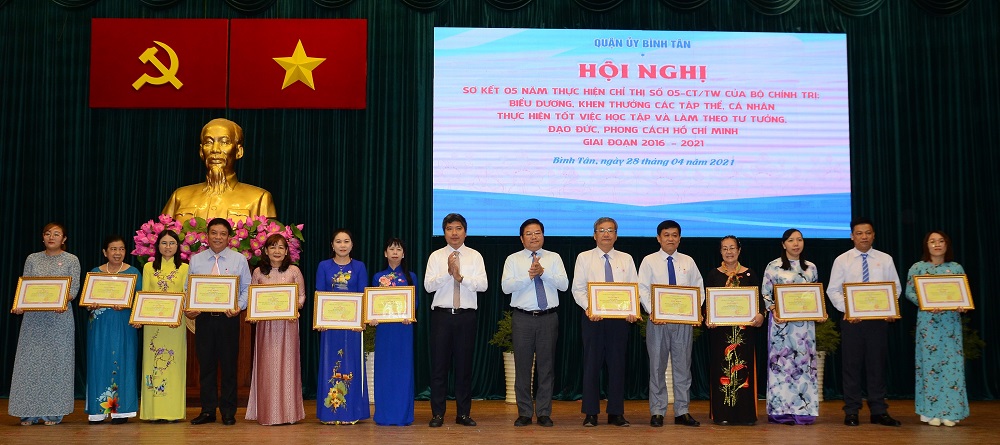 QUẬN ỦY BÌNH TÂN
HỘI NGHỊ
SƠ KẾT 05 NĂM THỰC HIỆN CHỈ THỊ SỐ 05-CT/TW CỦA BỘ CHÍNH TRỊ;
BIỂU DƯƠNG, KHEN THƯỞNG CÁC TẬP THỂ, CÁ NHÂN
THỰC HIỆN TỐT VIỆC HỌC TẬP VÀ LÀM THEO TƯ TƯỞNG,
ĐẠO ĐỨC, PHONG CÁCH HỒ CHÍ MINH
GIAI ĐOẠN 2016 - 2021
Bình Tân, ngày 28 tháng 04 năm 2021